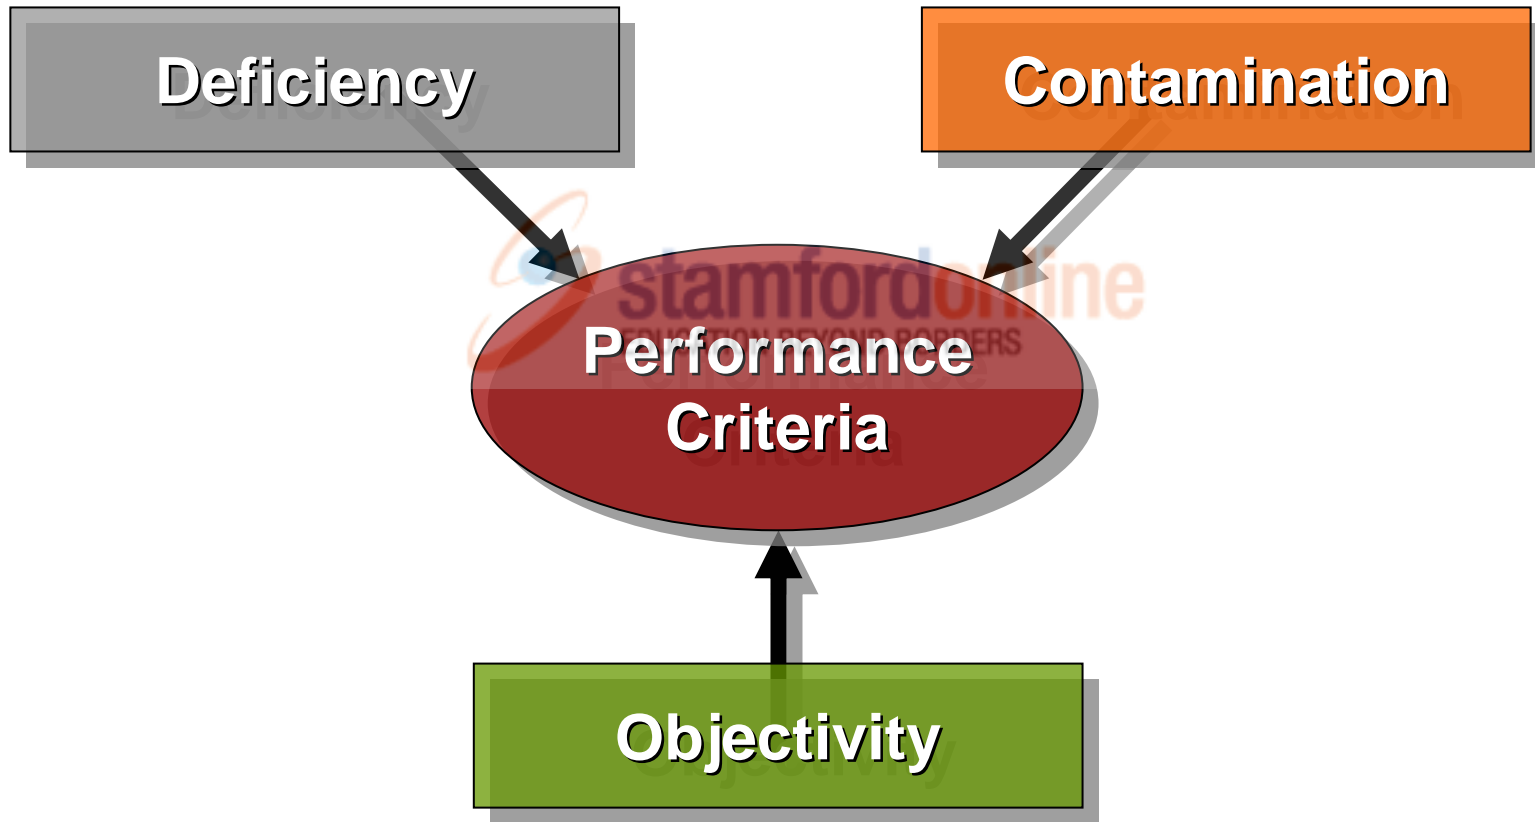 Deficiency
Contamination
stamfordonline
EDUCATION BEYOND BORDERS
Performance
Criteria
Objectivity